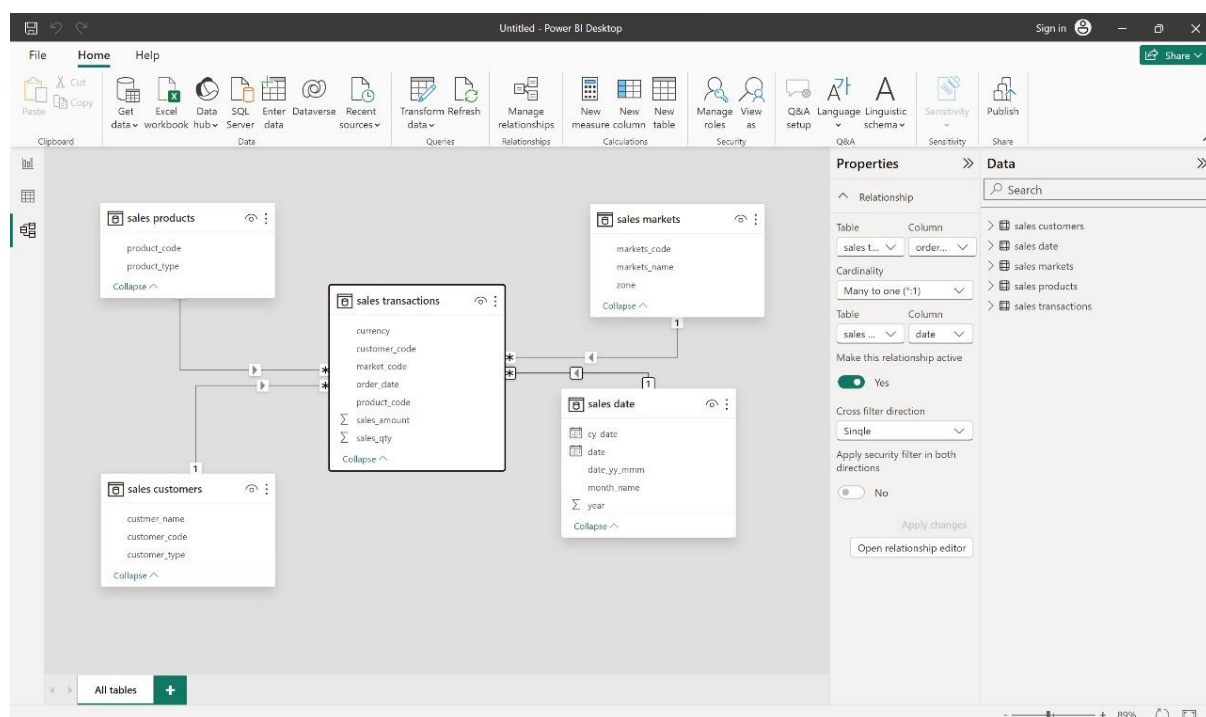 Untitled - Power BI Desktop
Sign in
File Home Help
Share
Paste
Cut
Copy
Clipboard
Get data
Excel workbook
Data hub
SQL Server
Enter data
Dataverse
Recent sources
Data
Transform data
Refresh
Queries
Manage relationships
Relationships
New measure
New column
New table
Calculations
Manage roles
View as
Security
Q&A setup
Language
Linguistic schema
Q&A
Sensitivity
Sensitivity
Publish
Share
sales products
product_code
product_type
Collapse
sales markets
markets_code
markets_name
zone
Collapse
1
sales transactions
currency
customer_code
market_code
order_date
product_code
∑ sales_amount
∑ sales_qty
Collapse
*
*
*
*
1
sales date
cy_date
date
date_yy_mmm
month_name
∑ year
Collapse
1
sales customers
custmer_name
customer_code
customer_type
Collapse
Properties
Relationship
Table Column
sales t... order...
Cardinality
Many to one (*:1)
Table Column
sales ... date
Make this relationship active
Yes
Cross filter direction
Single
Apply security filter in both
directions
No
Apply changes
Open relationship editor
Data
Search
sales customers
sales date
sales markets
sales products
sales transactions
All tables +
- + 89%